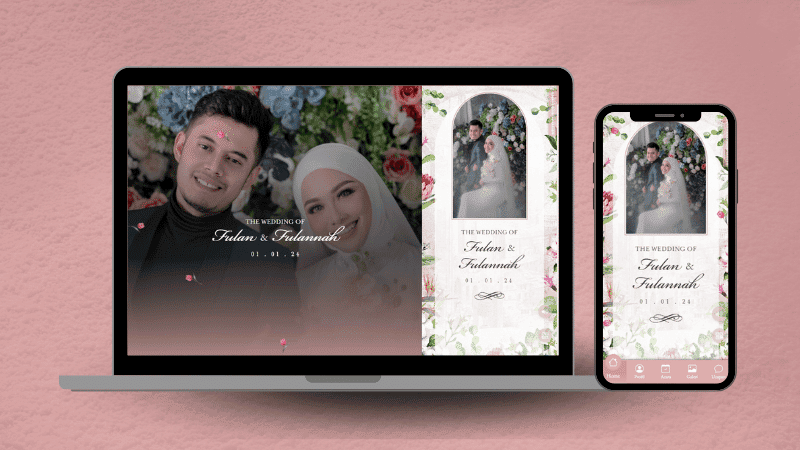 THE WEDDING OF
Fulan & Fulannah
01 . 01 . 24
THE WEDDING OF
Fulan &
Fulannah
01 . 01 . 24
THE WEDDING OF
Fulan &
Fulannah
01 . 01 . 24
Home